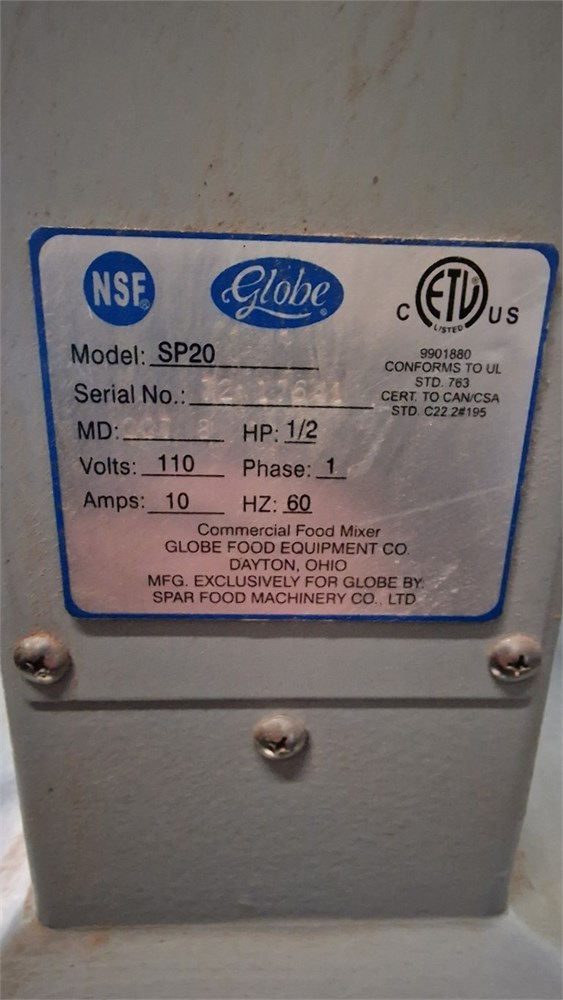 NSF
Globe
C ETL US
LISTED
Model: SP20
9901880
CONFORMS TO UL
STD. 763
CERT. TO CAN/CSA
STD. C22.2#195
Serial No.:
MD: HP: 1/2
Volts: 110 Phase: 1
Amps: 10 HZ: 60
Commercial Food Mixer
GLOBE FOOD EQUIPMENT CO.
DAYTON, OHIO
MFG. EXCLUSIVELY FOR GLOBE BY.
SPAR FOOD MACHINERY CO., LTD